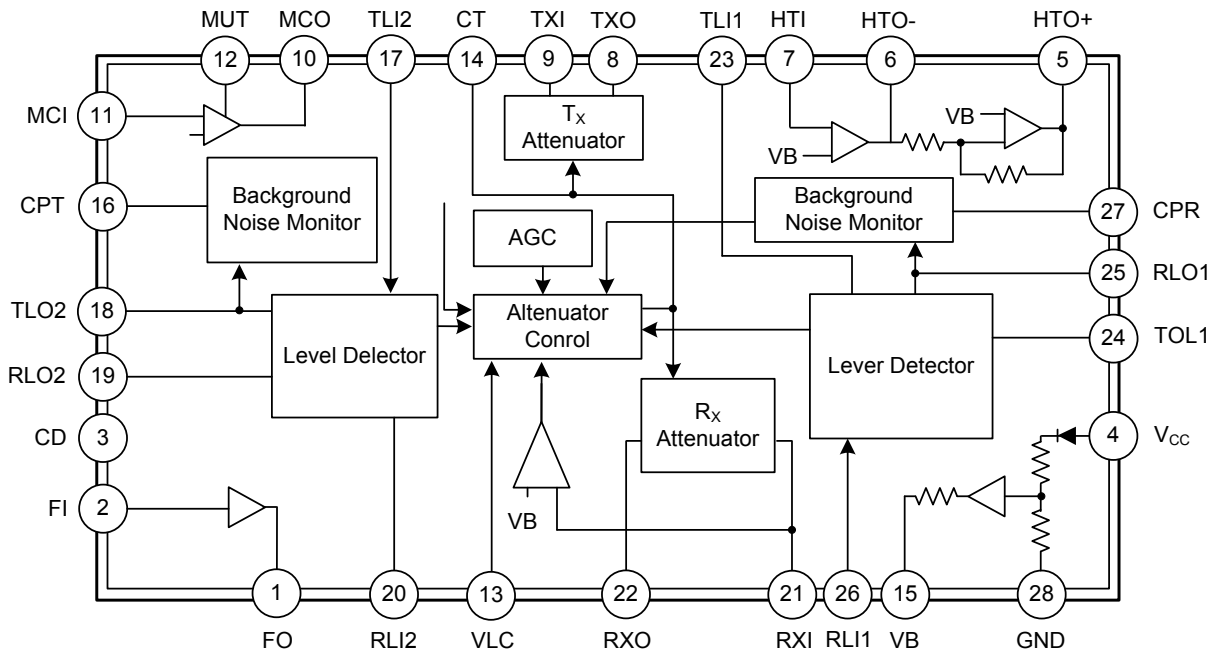 MUT
MCO
TLI2
CT
TXI
TXO
TLI1
HTI
HTO-
HTO+
12
10
17
14
9
8
23
7
6
5
MCI
11
TX
Attenuator
VB
VB
CPT
16
Background
Noise Monitor
AGC
Background
Noise Monitor
27
CPR
25
RLO1
TLO2
18
Level Delector
Altenuator
Conrol
Lever Detector
24
TOL1
RLO2
19
RX
Attenuator
CD
3
4
VCC
FI
2
VB
1
20
13
22
21
26
15
28
FO
RLI2
VLC
RXO
RXI
RLI1
VB
GND